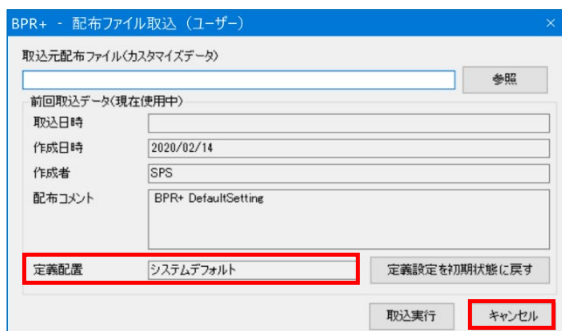 BPR+ - 配布ファイル取込（ユーザー）
取込元配布ファイル(カスタマイズデータ)
参照
前回取込データ(現在使用中)
取込日時
作成日時 2020/02/14
作成者 SPS
配布コメント BPR+ DefaultSetting
定義配置 システムデフォルト 定義設定を初期状態に戻す
取込実行 キャンセル